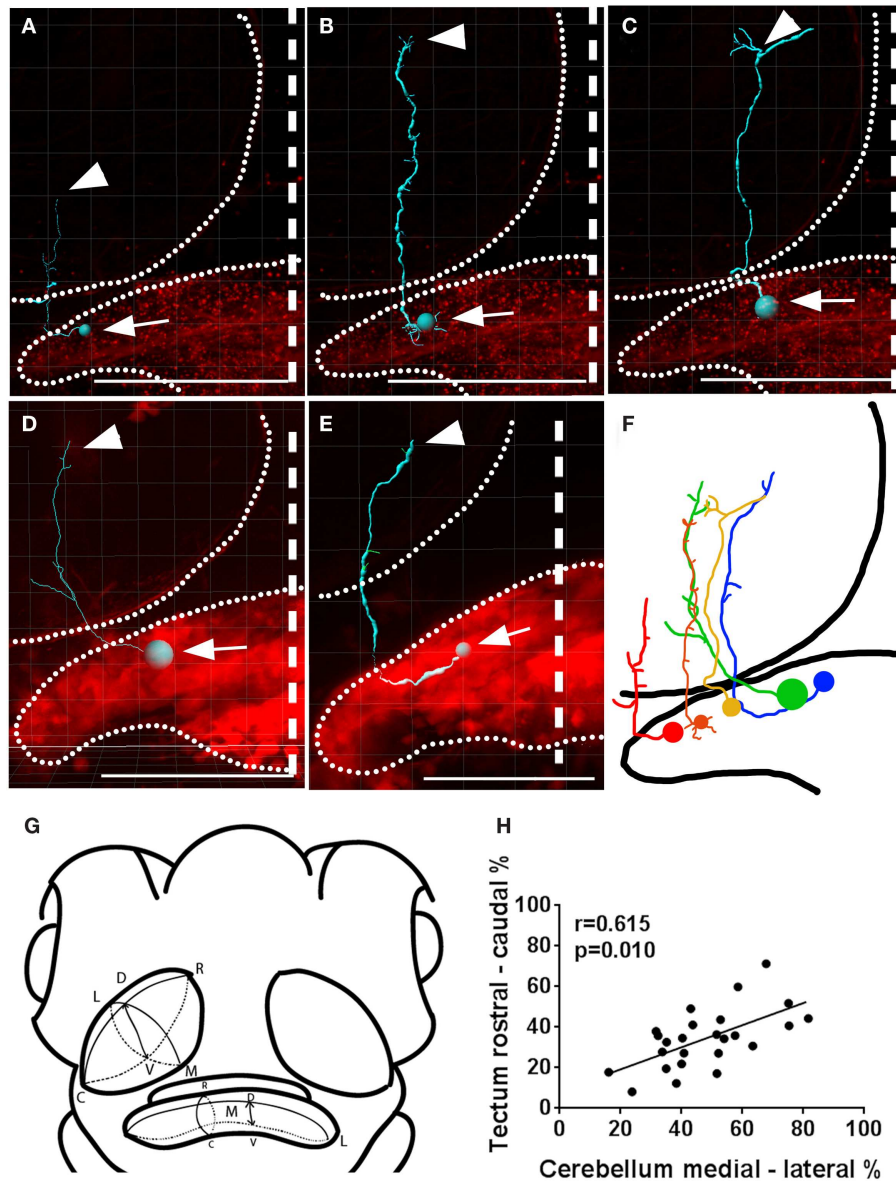 A
B
C
D
E
F
G
D
R
L
V
M
C
R
D
M
C
V
L
H
r=0.615
p=0.010
100
80
60
40
20
0
0 20 40 60 80 100
Tectum rostral - caudal %
Cerebellum medial - lateral %